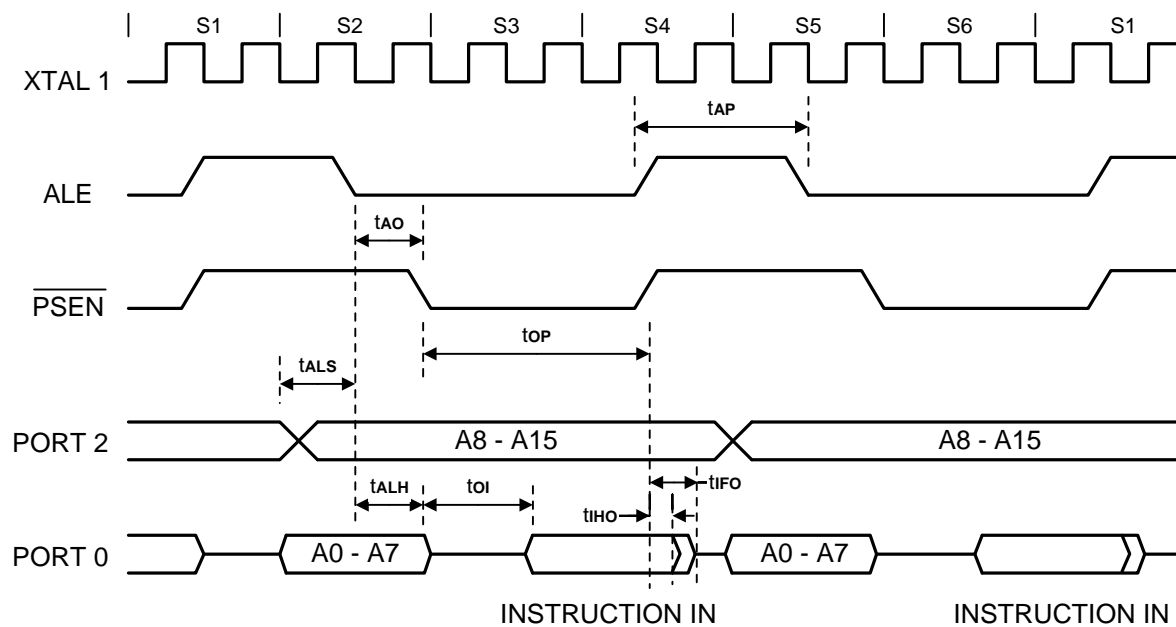 S1 S2 S3 S4 S5 S6 S1
XTAL 1
tAP
ALE
tAO
PSEN
tOP
tALS
PORT 2 A8 - A15 A8 - A15
tALH tOI tIFO
tIHO
PORT 0 A0 - A7 A0 - A7
INSTRUCTION IN INSTRUCTION IN